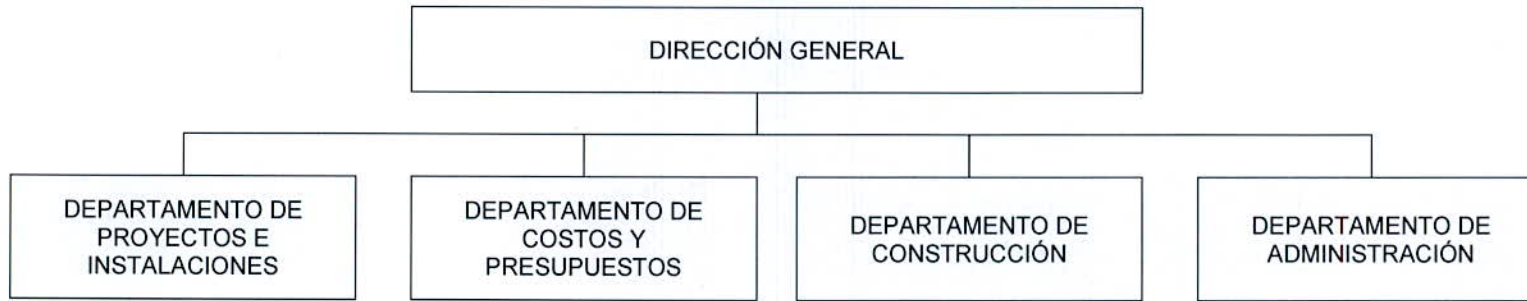 DIRECCIÓN GENERAL
DEPARTAMENTO DE
PROYECTOS E
INSTALACIONES
DEPARTAMENTO DE
COSTOS Y
PRESUPUESTOS
DEPARTAMENTO DE
CONSTRUCCIÓN
DEPARTAMENTO DE
ADMINISTRACIÓN